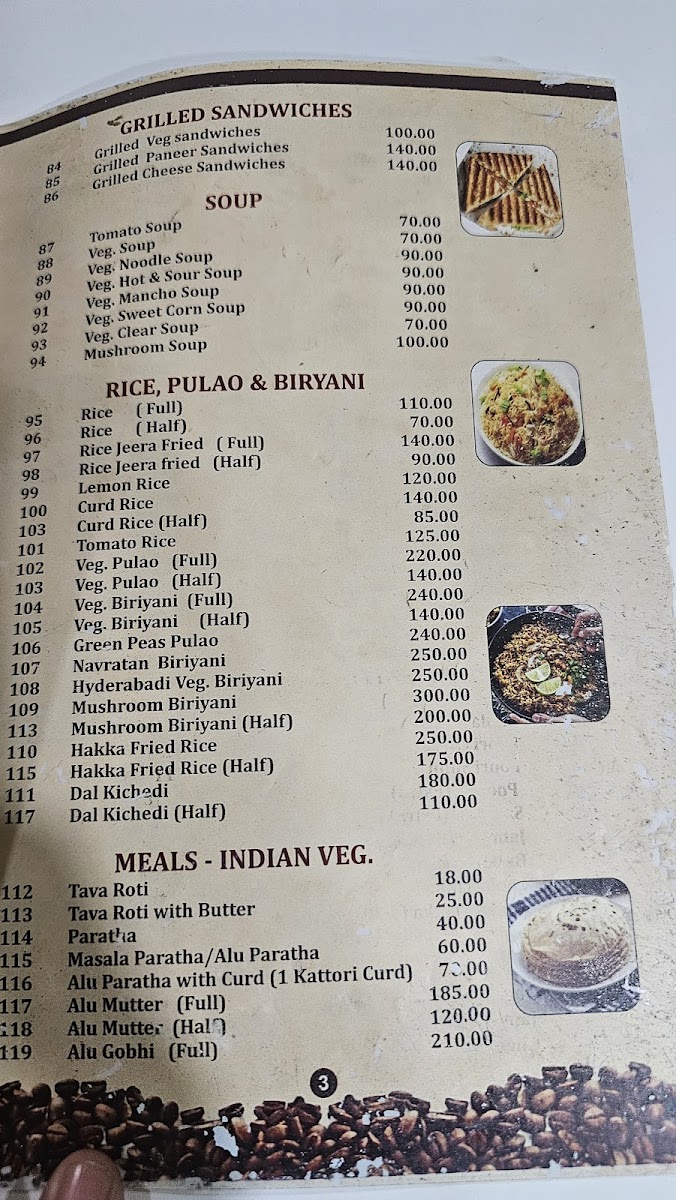 GRILLED SANDWICHES
84 Grilled Veg sandwiches 100.00
85 Grilled Paneer Sandwiches 140.00
86 Grilled Cheese Sandwiches 140.00
SOUP
87 Tomato Soup 70.00
88 Veg. Soup 70.00
89 Veg. Noodle Soup 90.00
90 Veg. Hot & Sour Soup 90.00
91 Veg. Mancho Soup 90.00
92 Veg. Sweet Corn Soup 90.00
93 Veg. Clear Soup 70.00
94 Mushroom Soup 100.00
RICE, PULAO & BIRYANI
95 Rice ( Full) 110.00
96 Rice ( Half) 70.00
97 Rice Jeera Fried ( Full) 140.00
98 Rice Jeera fried (Half) 90.00
99 Lemon Rice 120.00
100 Curd Rice 140.00
103 Curd Rice (Half) 85.00
101 Tomato Rice 125.00
102 Veg. Pulao (Full) 220.00
103 Veg. Pulao (Half) 140.00
104 Veg. Biriyani (Full) 240.00
105 Veg. Biriyani (Half) 140.00
106 Green Peas Pulao 240.00
107 Navratan Biriyani 250.00
108 Hyderabadi Veg. Biriyani 250.00
109 Mushroom Biriyani 300.00
113 Mushroom Biriyani (Half) 200.00
110 Hakka Fried Rice 250.00
115 Hakka Fried Rice (Half) 175.00
111 Dal Kichedi 180.00
117 Dal Kichedi (Half) 110.00
MEALS - INDIAN VEG.
112 Tava Roti 18.00
113 Tava Roti with Butter 25.00
114 Paratha 40.00
115 Masala Paratha/Alu Paratha 60.00
116 Alu Paratha with Curd (1 Kattori Curd)
117 Alu Mutter (Full) 185.00
118 Alu Mutter (Half) 120.00
119 Alu Gobhi (Full) 210.00
3